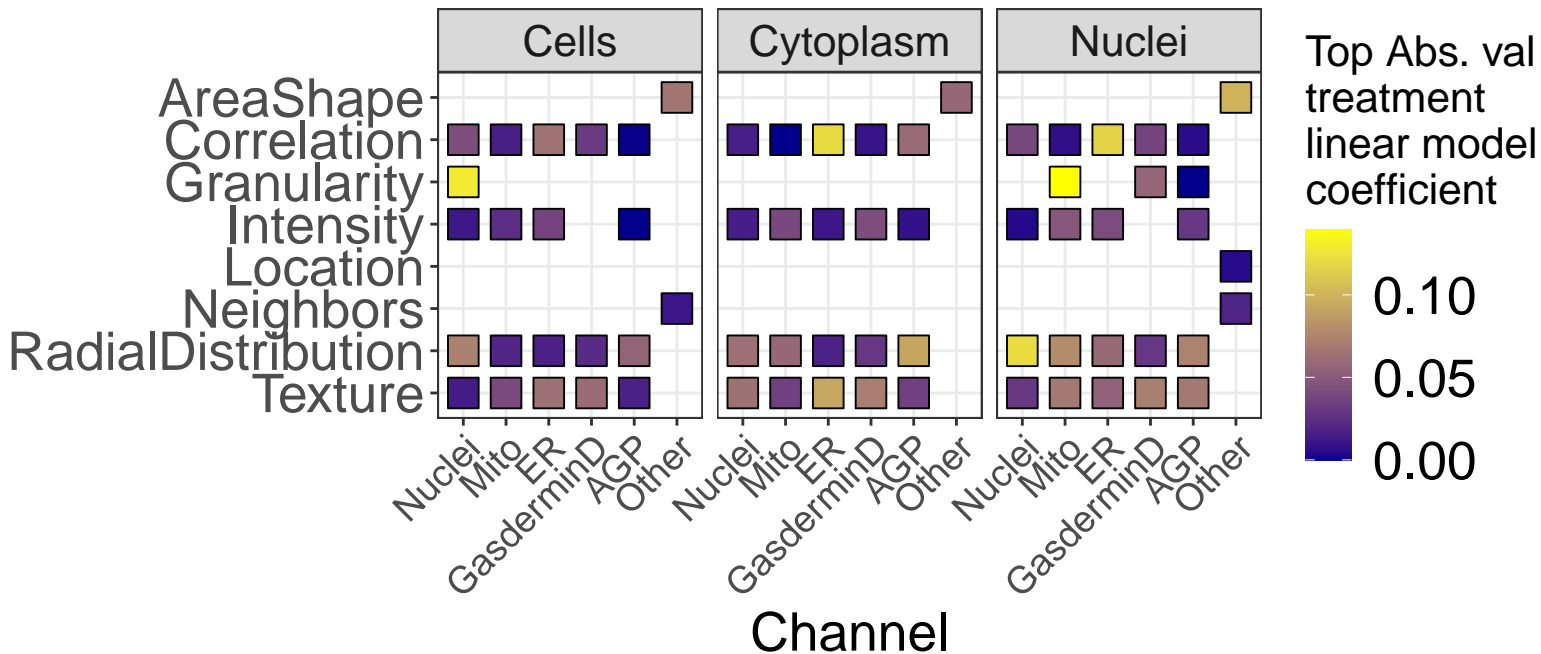 Cells
Cytoplasm
Nuclei
AreaShape
Correlation
Granularity
Intensity
Location
Neighbors
RadialDistribution
Texture
Nuclei
Mito
ER
GasderminD
AGP
Other
Nuclei
Mito
ER
GasderminD
AGP
Other
Nuclei
Mito
ER
GasderminD
AGP
Other
Channel
Top Abs. val
treatment
linear model
coefficient
0.10
0.05
0.00